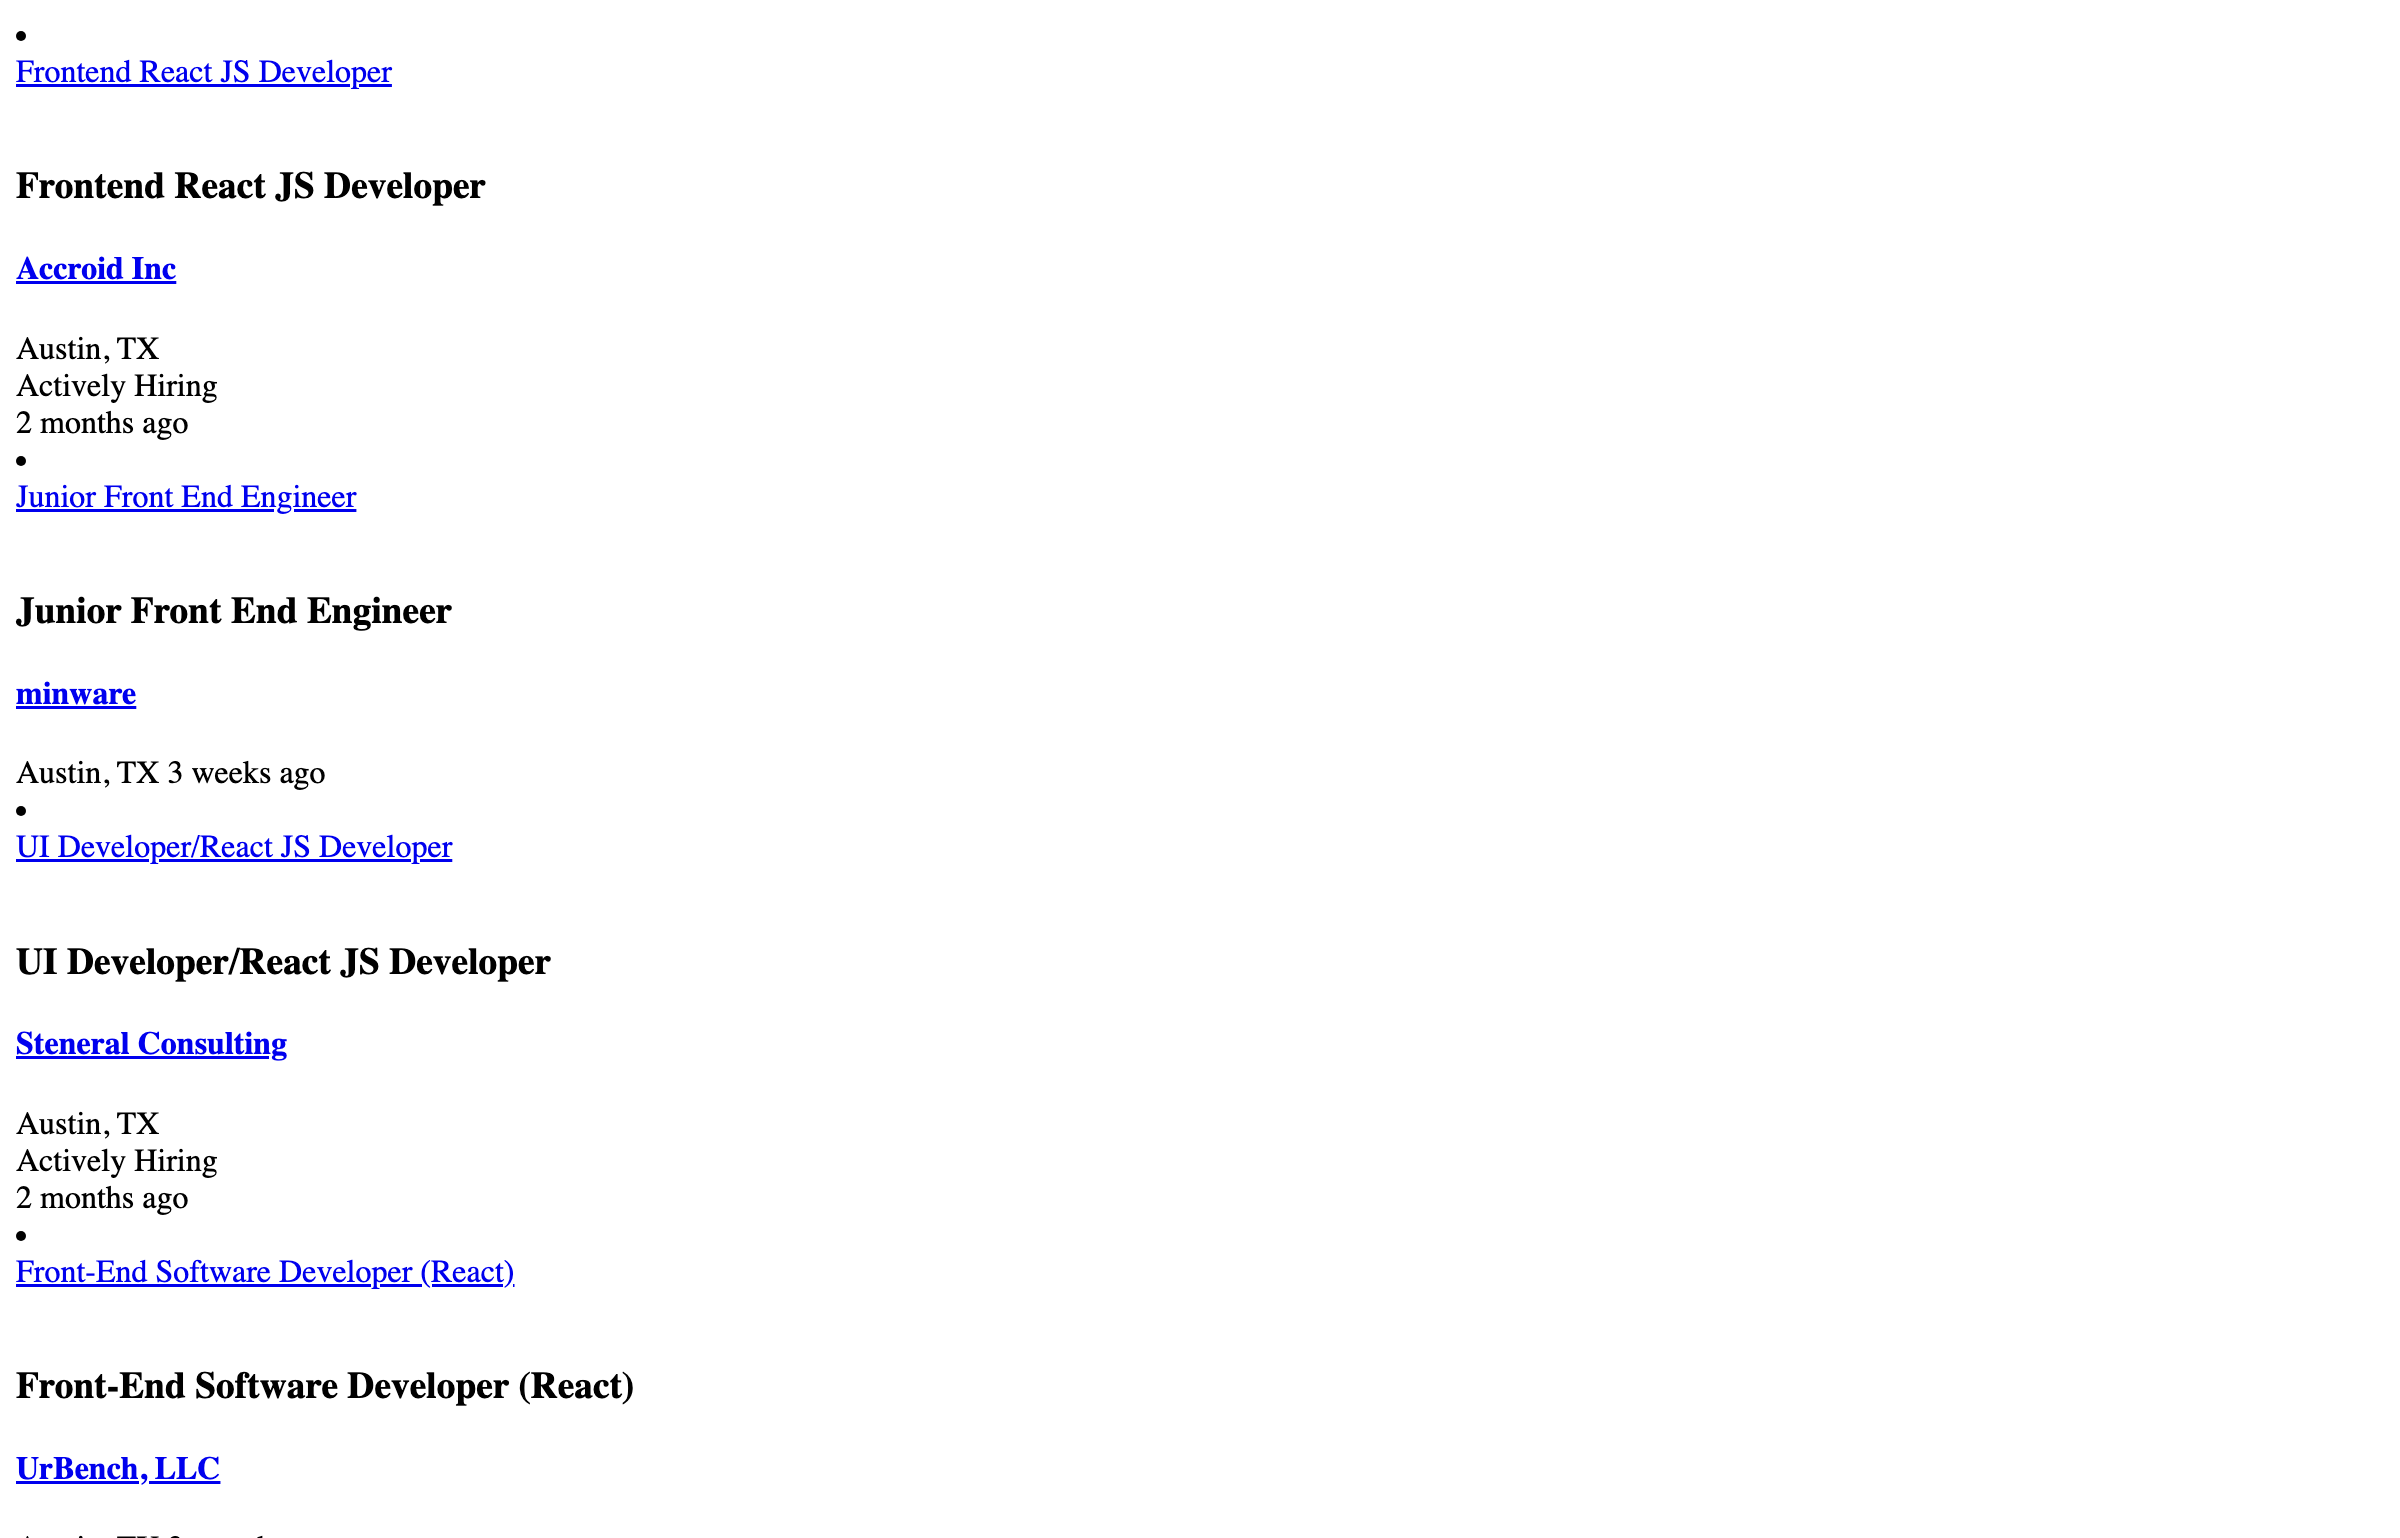 Frontend React JS Developer
Frontend React JS Developer
Accroid Inc
Austin, TX
Actively Hiring
2 months ago
Junior Front End Engineer
Junior Front End Engineer
minware
Austin, TX 3 weeks ago
UI Developer/React JS Developer
UI Developer/React JS Developer
Steneral Consulting
Austin, TX
Actively Hiring
2 months ago
Front-End Software Developer (React)
Front-End Software Developer (React)
UrBench, LLC